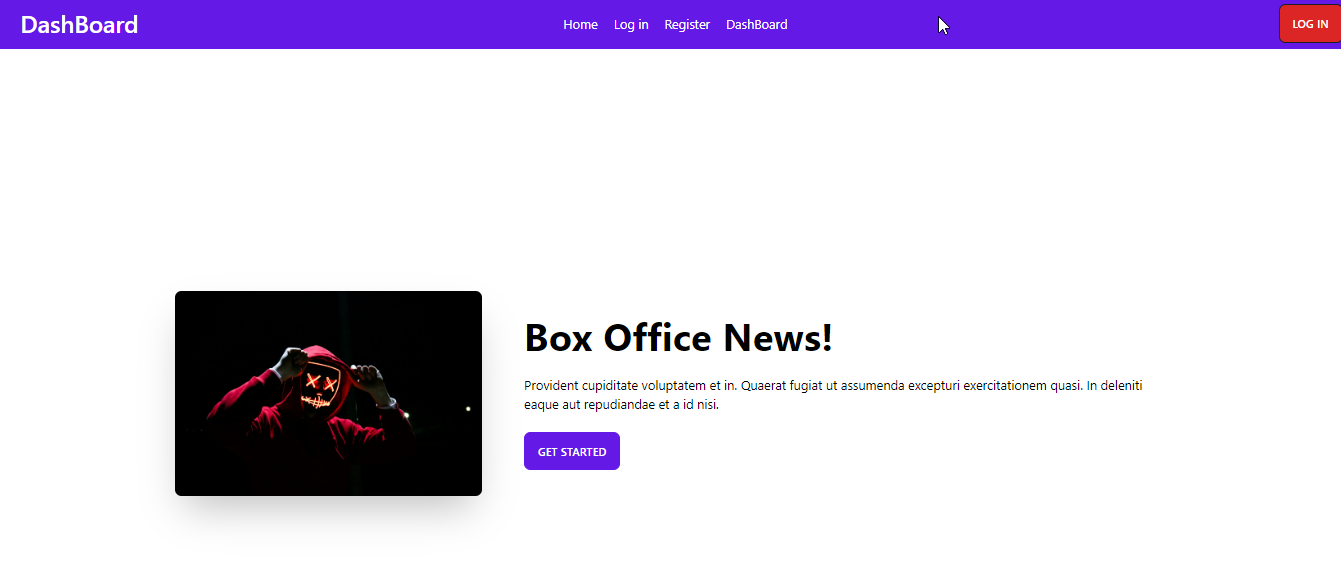 DashBoard
Home Log in Register DashBoard
LOG IN
Box Office News!
Provident cupiditate voluptatem et in. Quaerat fugiat ut assumenda excepturi exercitationem quasi. In deleniti
eaque aut repudiandae et a id nisi.
GET STARTED